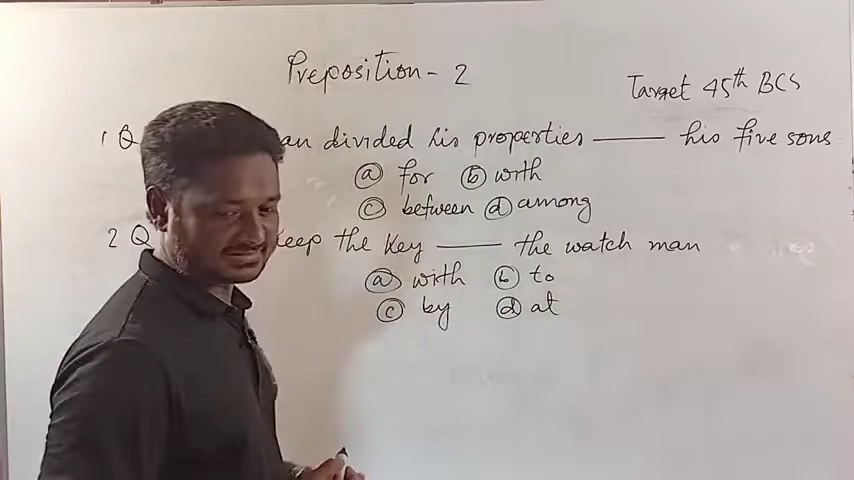 Preposition - 2
Target 45th BCS
1 Q an divided his properties —— his five sons
(a) for (b) with
(c) between (d) among
2 Q keep the key —— the watch man
(a) with (b) to
(c) by (d) at